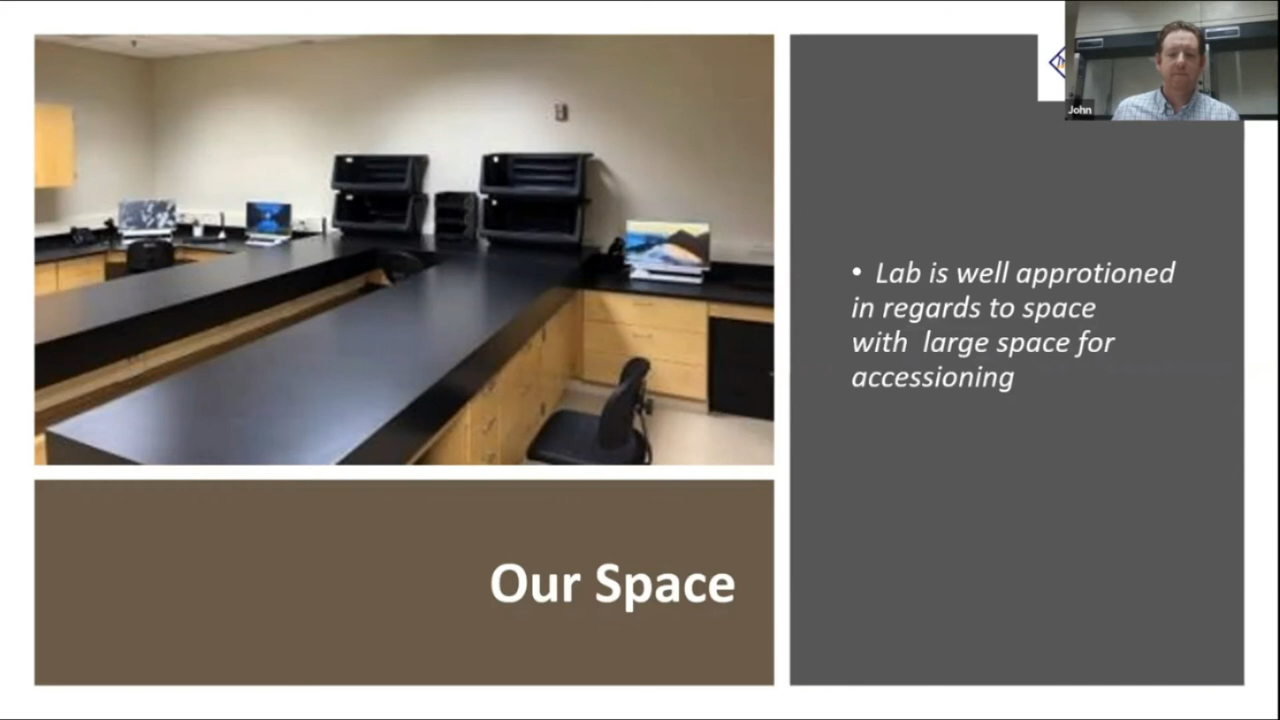 John
• Lab is well approtioned
in regards to space
with  large space for
accessioning
Our Space